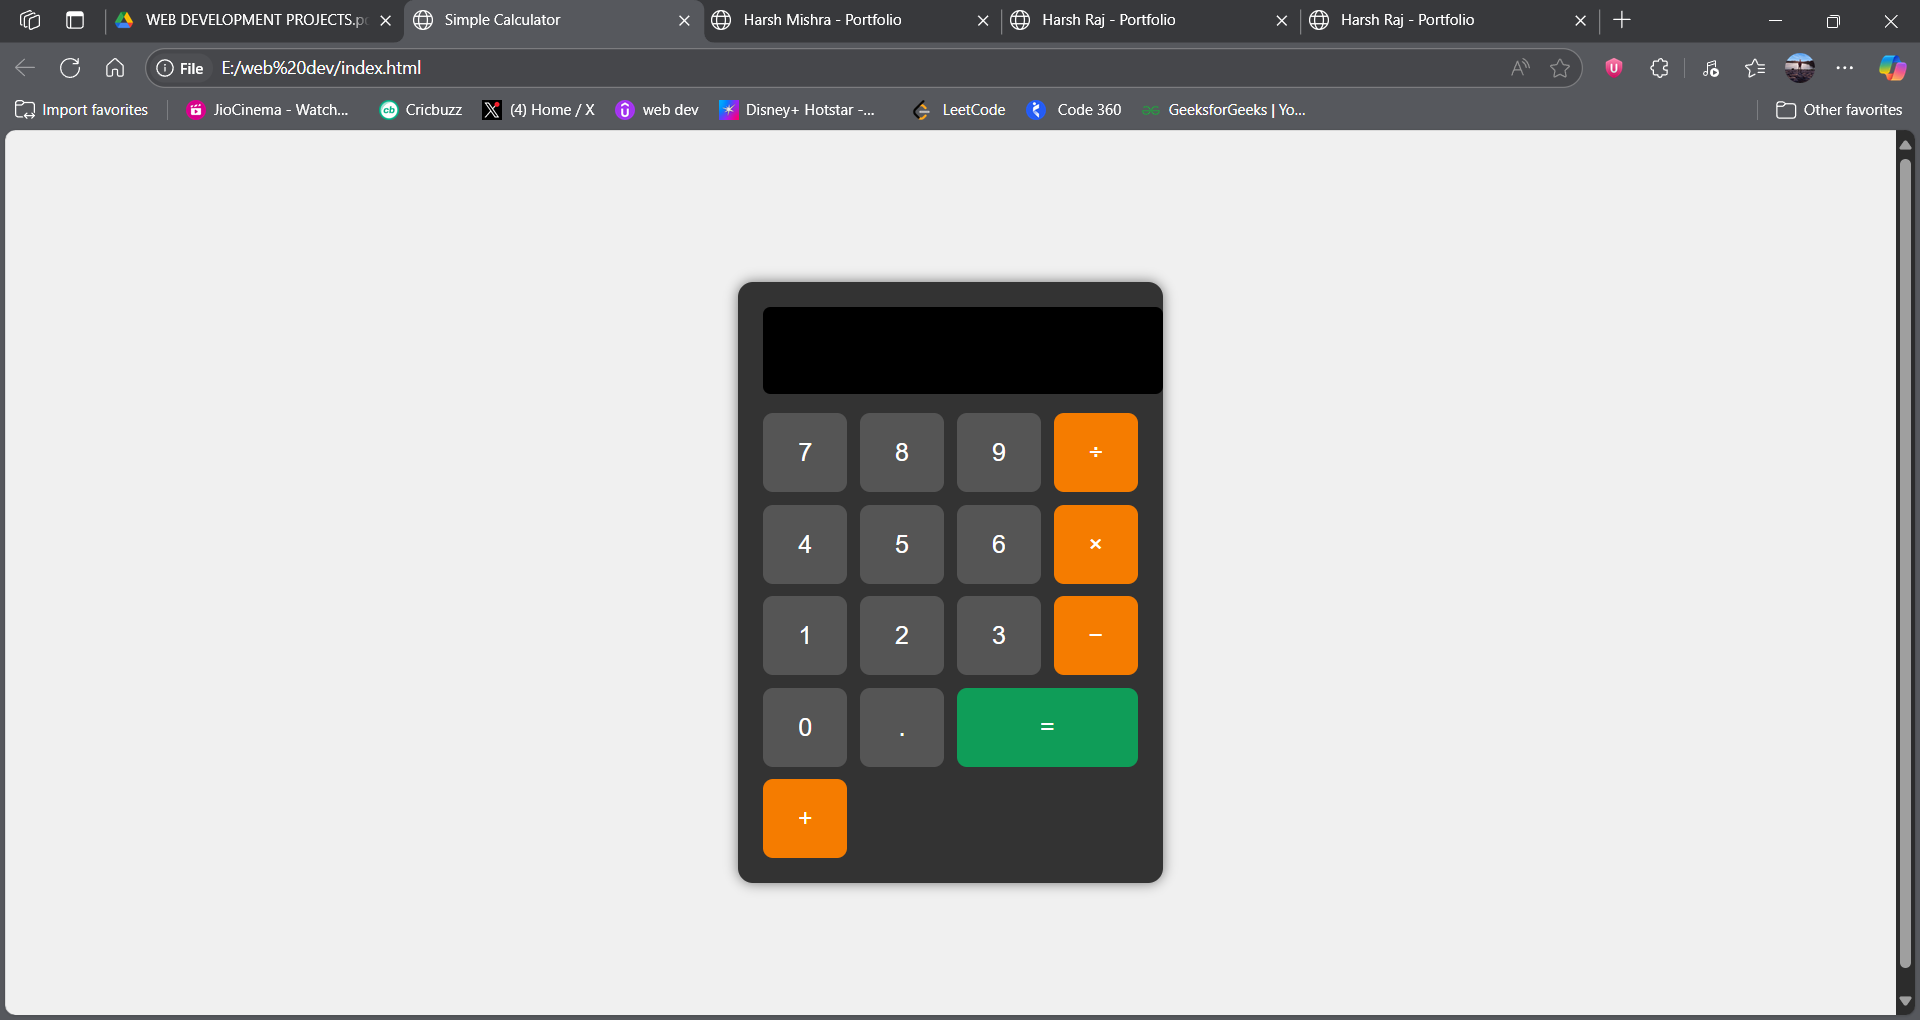 WEB DEVELOPMENT PROJECTS.p
Simple Calculator
Harsh Mishra - Portfolio
Harsh Raj - Portfolio
Harsh Raj - Portfolio
File E:/web%20dev/index.html
Import favorites
JioCinema - Watch...
Cricbuzz
(4) Home / X
web dev
Disney+ Hotstar -...
LeetCode
Code 360
GeeksforGeeks | Yo...
Other favorites
7 8 9 ÷
4 5 6 ×
1 2 3 −
0 . =
+